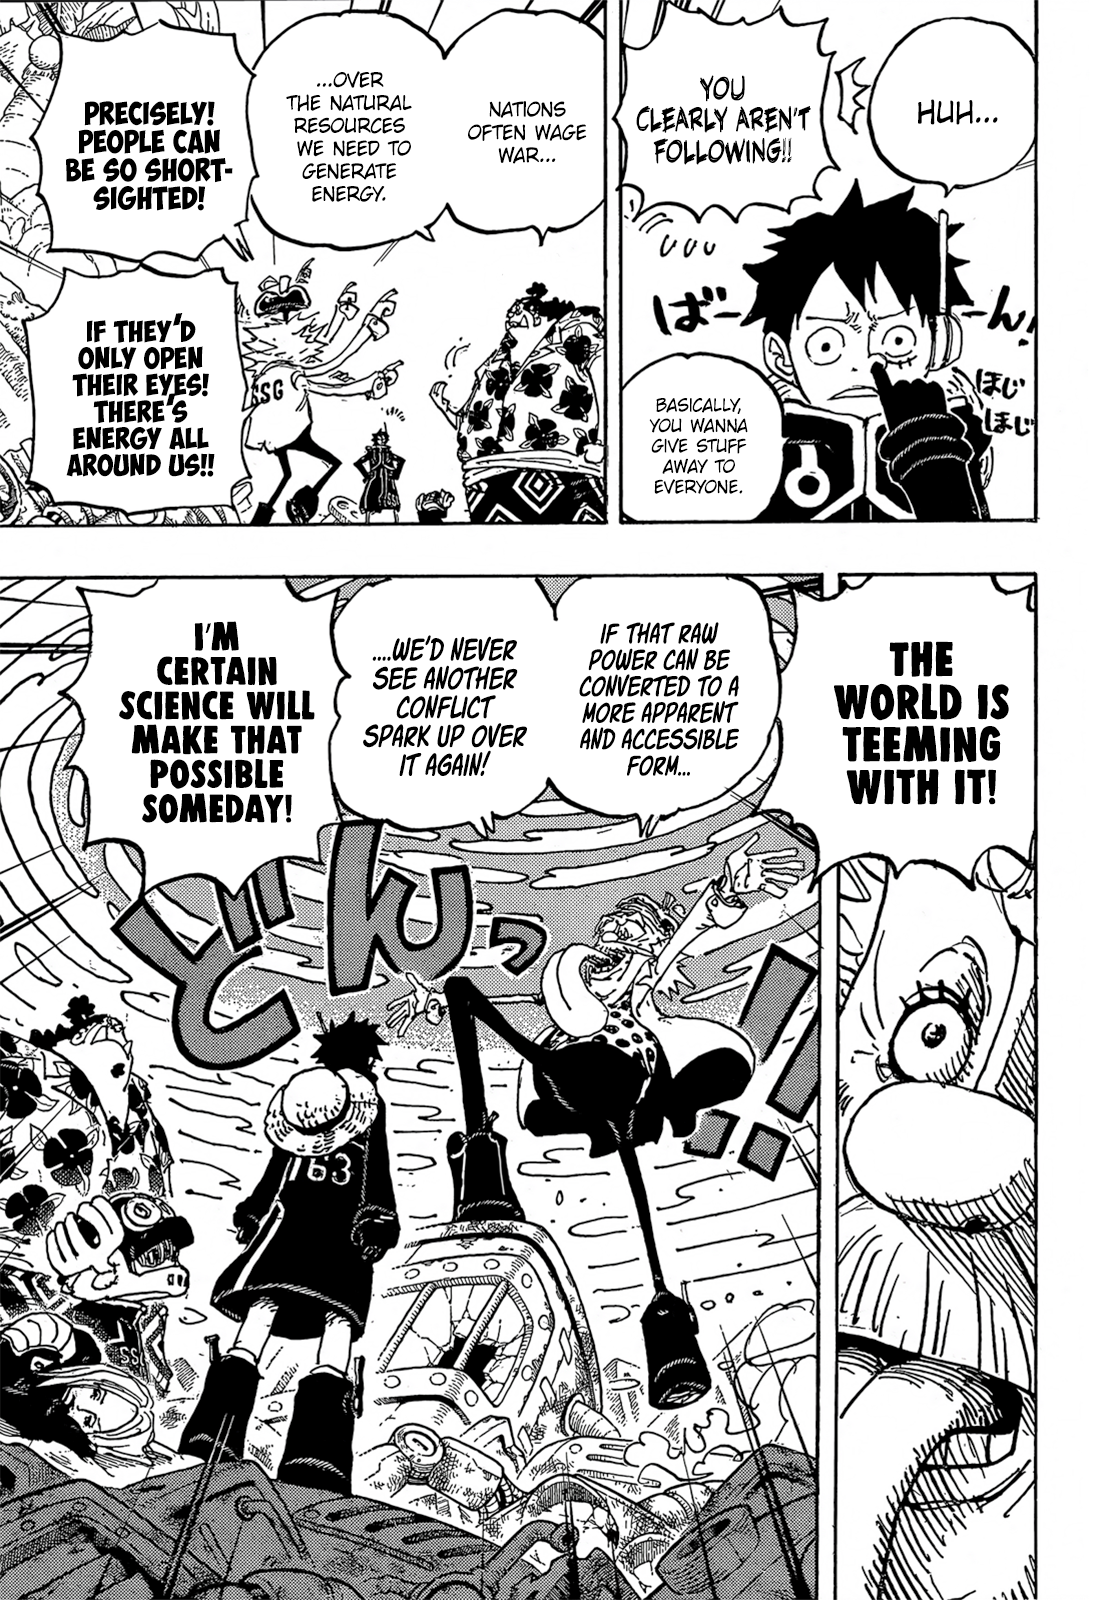 HUH...
YOU
CLEARLY AREN'T
FOLLOWING!!
ばーーん!
ほじ
ほじ
BASICALLY,
YOU WANNA
GIVE STUFF
AWAY TO
EVERYONE.
NATIONS
OFTEN WAGE
WAR...
...OVER
THE NATURAL
RESOURCES
WE NEED TO
GENERATE
ENERGY.
PRECISELY!
PEOPLE CAN
BE SO SHORT-
SIGHTED!
IF THEY'D
ONLY OPEN
THEIR EYES!
THERE'S
ENERGY ALL
AROUND US!!
SSG
THE
WORLD IS
TEEMING
WITH IT!
IF THAT RAW
POWER CAN BE
CONVERTED TO A
MORE APPARENT
AND ACCESSIBLE
FORM...
....WE'D NEVER
SEE ANOTHER
CONFLICT
SPARK UP OVER
IT AGAIN!
I'M
CERTAIN
SCIENCE WILL
MAKE THAT
POSSIBLE
SOMEDAY!
どんっ!!
163